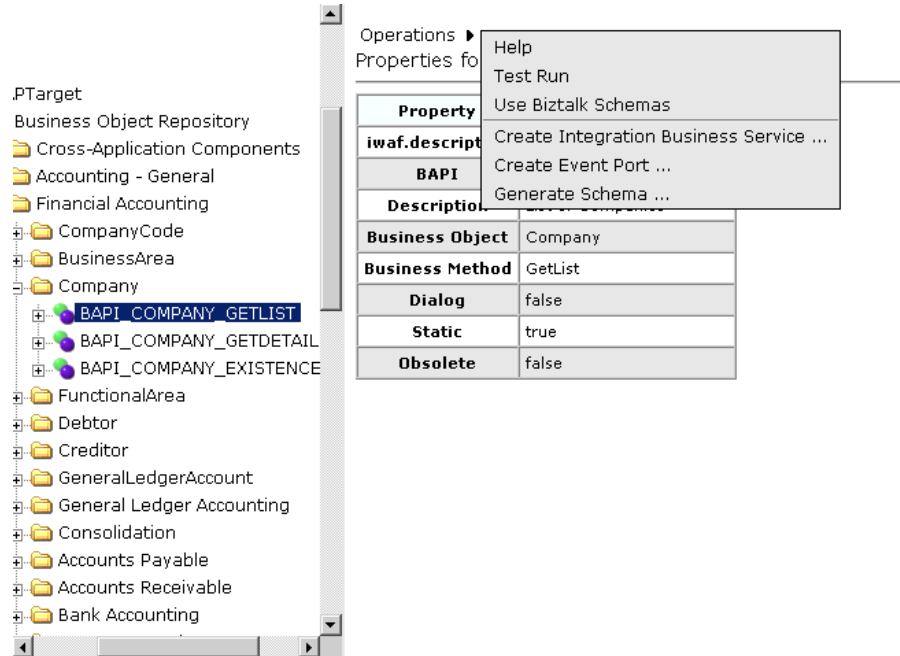 .PTarget
Business Object Repository
Cross-Application Components
Accounting - General
Financial Accounting
CompanyCode
BusinessArea
Company
BAPI_COMPANY_GETLIST
BAPI_COMPANY_GETDETAIL
BAPI_COMPANY_EXISTENCE
FunctionalArea
Debtor
Creditor
GeneralLedgerAccount
General Ledger Accounting
Consolidation
Accounts Payable
Accounts Receivable
Bank Accounting
Operations
Properties fo
Help
Test Run
Use Biztalk Schemas
Create Integration Business Service ...
Create Event Port ...
Generate Schema ...
Property
iwaf.descript
BAPI
Description
Business Object Company
Business Method GetList
Dialog false
Static true
Obsolete false